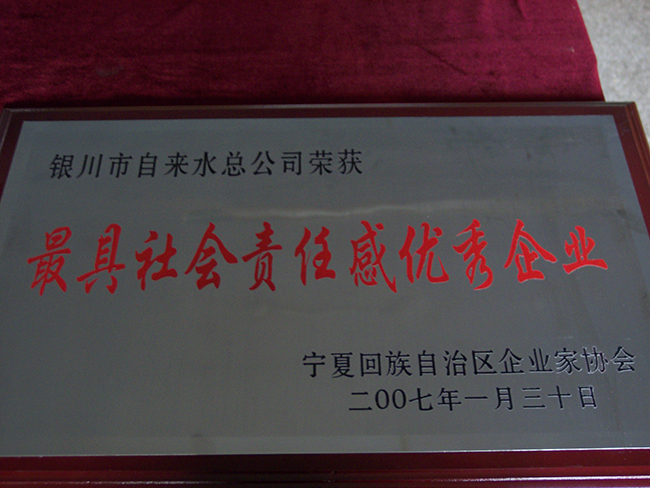 银川市自来水总公司荣获
最具社会责任感优秀企业
宁夏回族自治区企业家协会
二00七年一月三十日